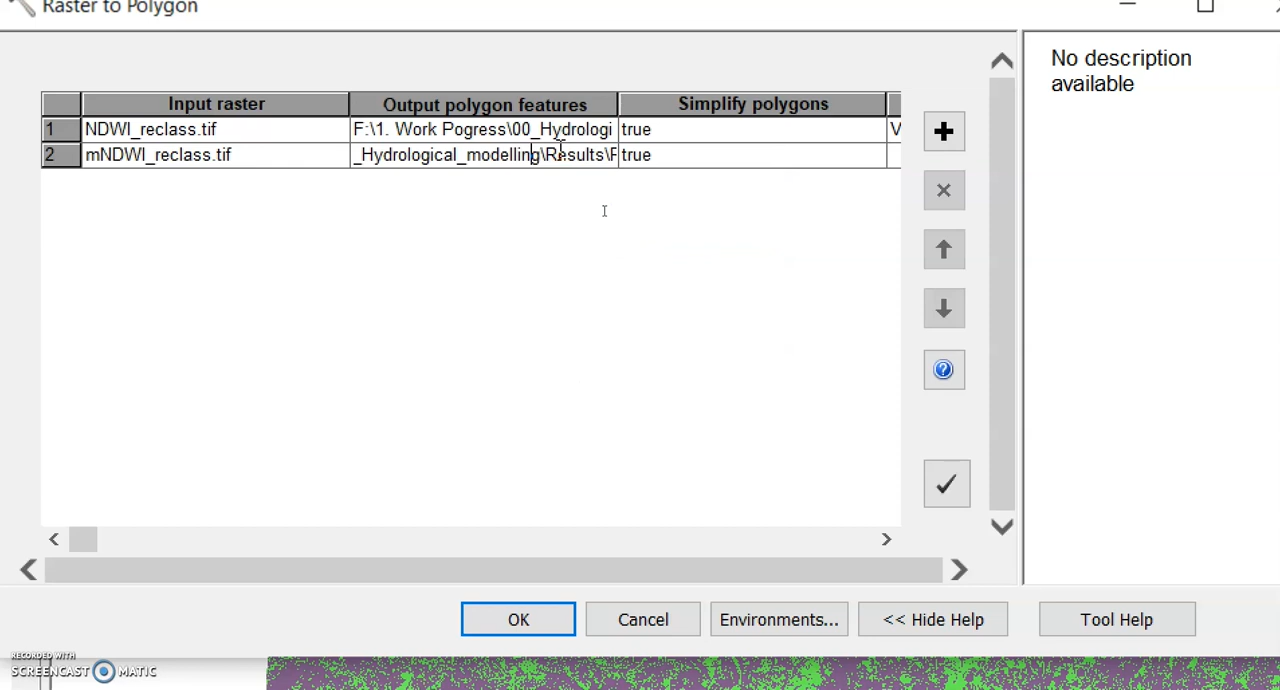 Raster to Polygon
No description
available
Input raster Output polygon features Simplify polygons
1 NDWI_reclass.tif F:\1. Work Pogress\00_Hydrologi true V
2 mNDWI_reclass.tif _Hydrological_modelling\Results\F true
OK Cancel Environments... << Hide Help Tool Help
RECORDED WITH
SCREENCAST MATIC